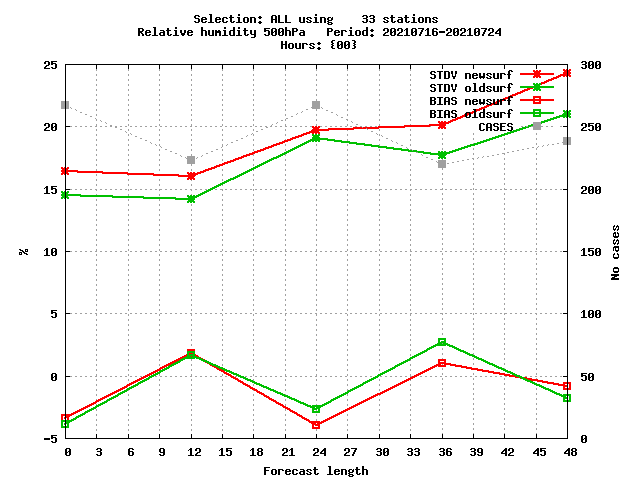 Selection: ALL using    33 stations
Relative humidity 500hPa   Period: 20210716-20210724
Hours: {00}
25 300
STDV newsurf
STDV oldsurf
BIAS newsurf
BIAS oldsurf
CASES
20 250
15 200
%
No cases
10 150
5 100
0 50
-5 0
0 3 6 9 12 15 18 21 24 27 30 33 36 39 42 45 48
Forecast length